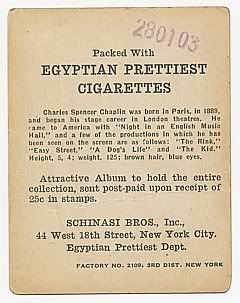 280103
Packed With
EGYPTIAN PRETTIEST
CIGARETTES
Charles Spencer Chaplin was born in Paris, in 1889,
and began his stage career in London theatres. He
came to America with "Night in an English Music
Hall," and a few of the productions in which he has
been seen on the screen are as follows: "The Rink,"
"Easy Street," "A Dog's Life" and "The Kid."
Height, 5, 4; weight, 125; brown hair, blue eyes.
Attractive Album to hold the entire
collection, sent post-paid upon receipt of
25c in stamps.
SCHINASI BROS., Inc.,
44 West 18th Street, New York City.
Egyptian Prettiest Dept.
FACTORY NO. 2109. 3RD DIST. NEW YORK